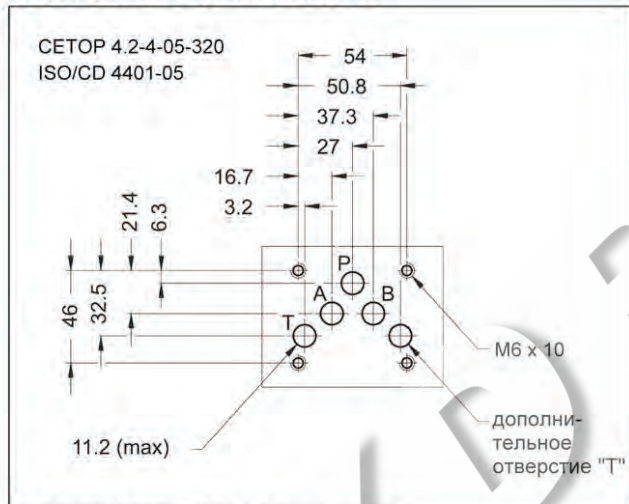 СЕТОР 4.2-4-05-320
ISO/CD 4401-05
54
50.8
37.3
27
16.7
3.2
21.4
6.3
46
32.5
P
A
B
T
M6 x 10
11.2 (max)
дополни-
тельное
отверстие "Т"